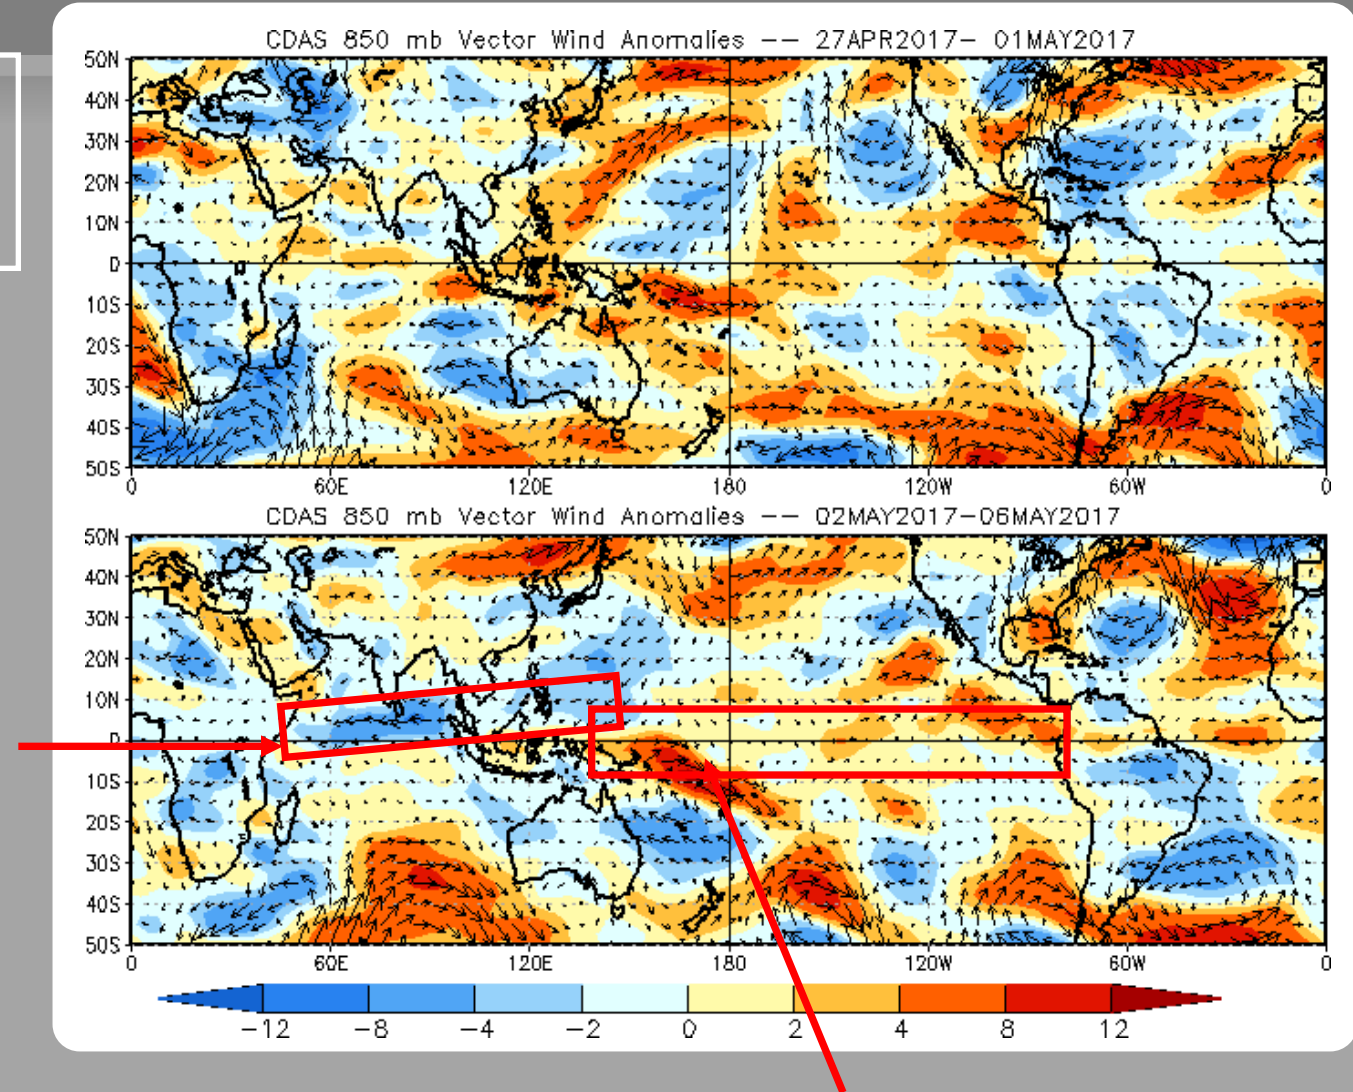 CDAS 850 mb Vector Wind Anomalies -- 27APR2017- 01MAY2017
50N
40N
30N
20N
10N
0
10S
20S
30S
40S
50S
0 60E 120E 180 120W 60W 0
CDAS 850 mb Vector Wind Anomalies -- 02MAY2017-06MAY2017
50N
40N
30N
20N
10N
0
10S
20S
30S
40S
50S
0 60E 120E 180 120W 60W 0
-12 -8 -4 -2 0 2 4 8 12